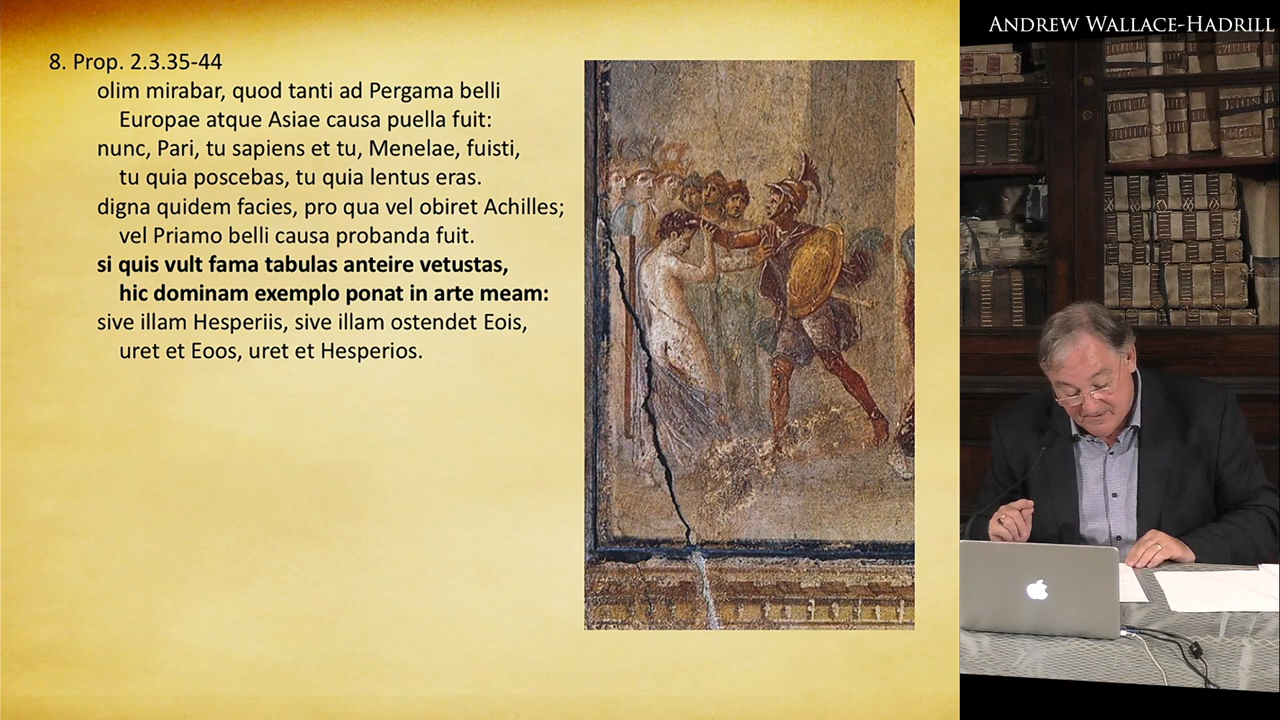 8. Prop. 2.3.35-44
olim mirabar, quod tanti ad Pergama belli
Europae atque Asiae causa puella fuit:
nunc, Pari, tu sapiens et tu, Menelae, fuisti,
tu quia poscebas, tu quia lentus eras.
digna quidem facies, pro qua vel obiret Achilles;
vel Priamo belli causa probanda fuit.
si quis vult fama tabulas anteire vetustas,
hic dominam exemplo ponat in arte meam:
sive illam Hesperiis, sive illam ostendet Eois,
uret et Eoos, uret et Hesperios.
Andrew Wallace-Hadrill